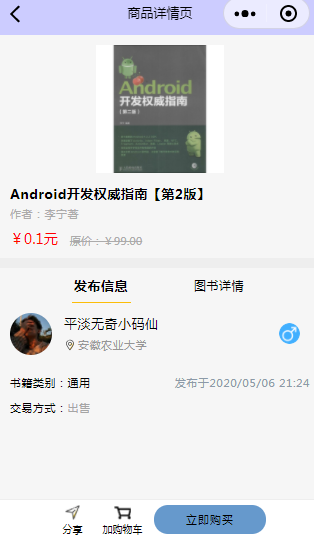 商品详情页
Android
开发权威指南
Android开发权威指南【第2版】
作者：李宁著
￥0.1元 原价：￥99.00
发布信息 图书详情
平淡无奇小码仙
安徽农业大学
书籍类别：通用 发布于2020/05/06 21:24
交易方式：出售
分享 加购物车 立即购买